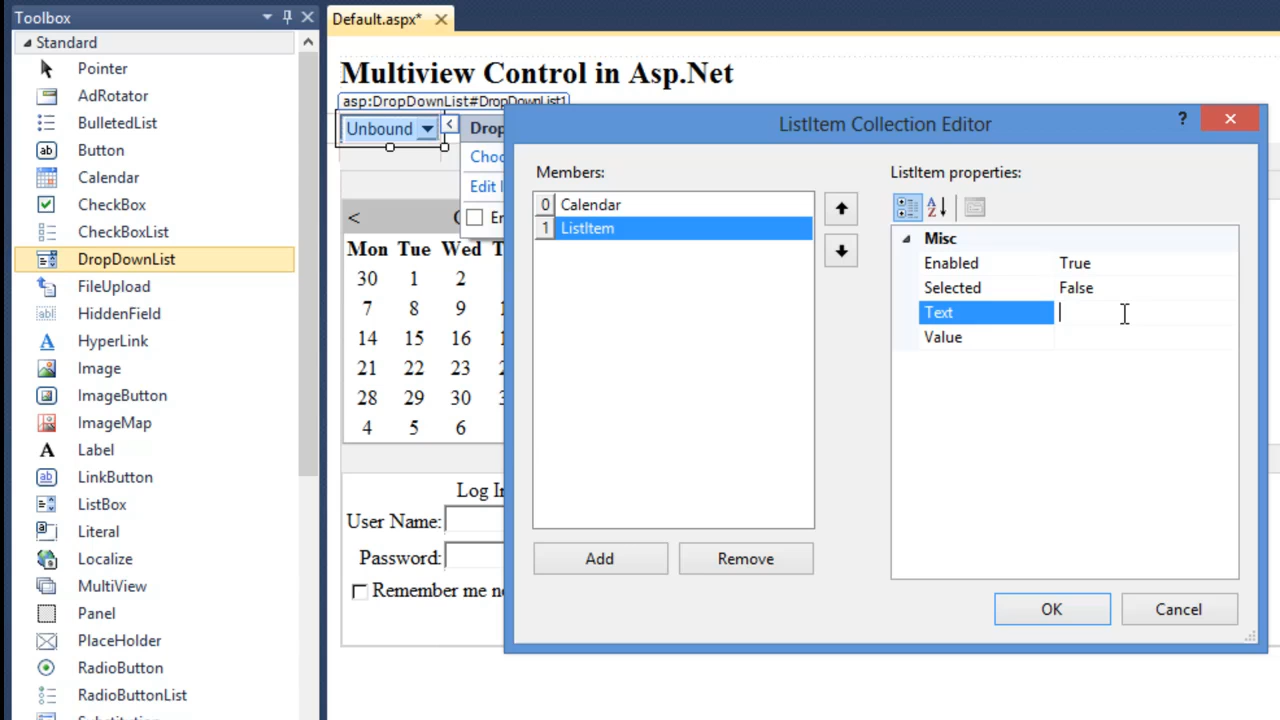 Toolbox
Standard
Pointer
AdRotator
BulletedList
Button
Calendar
CheckBox
CheckBoxList
DropDownList
FileUpload
HiddenField
HyperLink
Image
ImageButton
ImageMap
Label
LinkButton
ListBox
Literal
Localize
MultiView
Panel
PlaceHolder
RadioButton
RadioButtonList
Default.aspx*
Multiview Control in Asp.Net
asp:DropDownList#DropDownList1
Unbound
<
Mon Tue Wed
30 1 2
7 8 9
14 15 16
21 22 23
28 29 30
4 5 6
User Name:
Password:
Remember me
ListItem Collection Editor
?
Members:
0 Calendar
1 ListItem
Add
Remove
ListItem properties:
Misc
Enabled True
Selected False
Text
Value
OK
Cancel